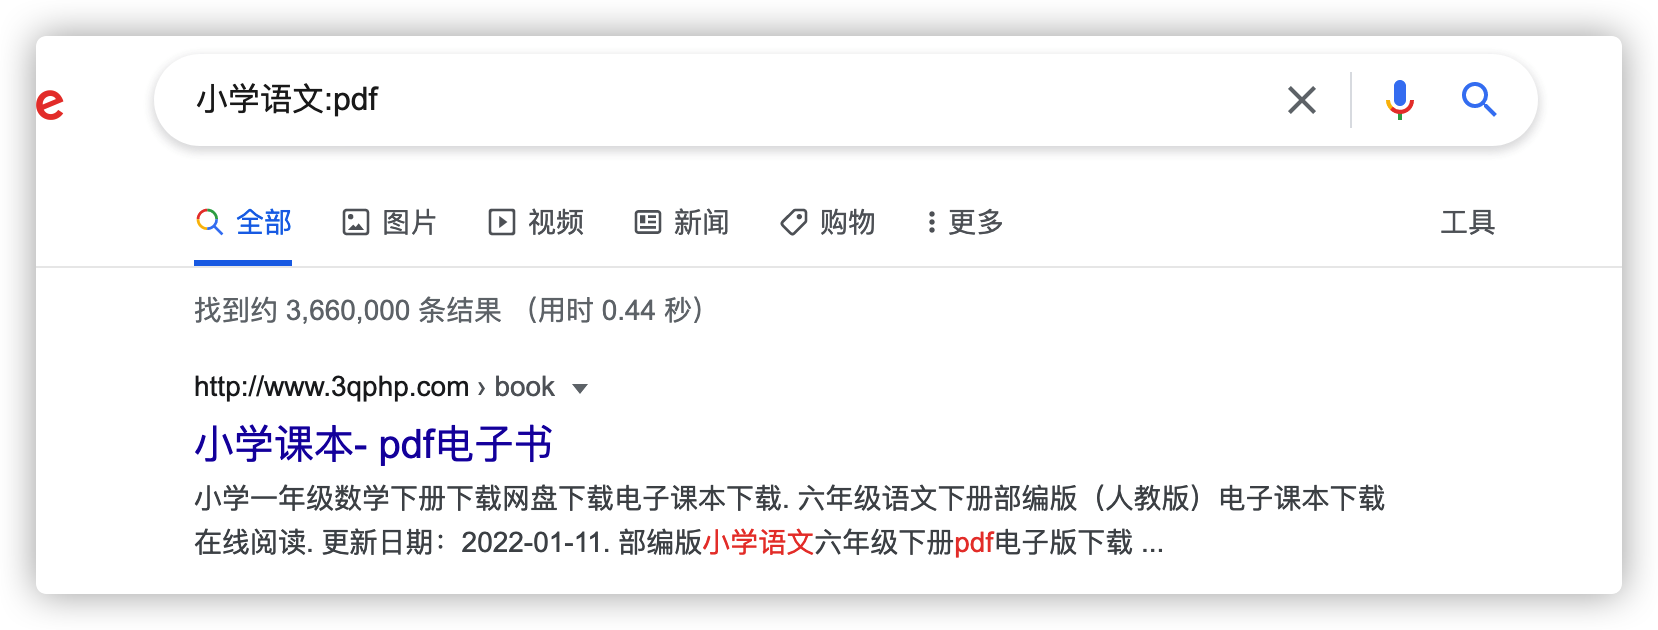 e
小学语文:pdf
全部 图片 视频 新闻 购物 更多 工具
找到约 3,660,000 条结果 （用时 0.44 秒）
http://www.3qphp.com › book
小学课本- pdf电子书
小学一年级数学下册下载网盘下载电子课本下载. 六年级语文下册部编版（人教版）电子课本下载
在线阅读. 更新日期：2022-01-11. 部编版小学语文六年级下册pdf电子版下载 ...